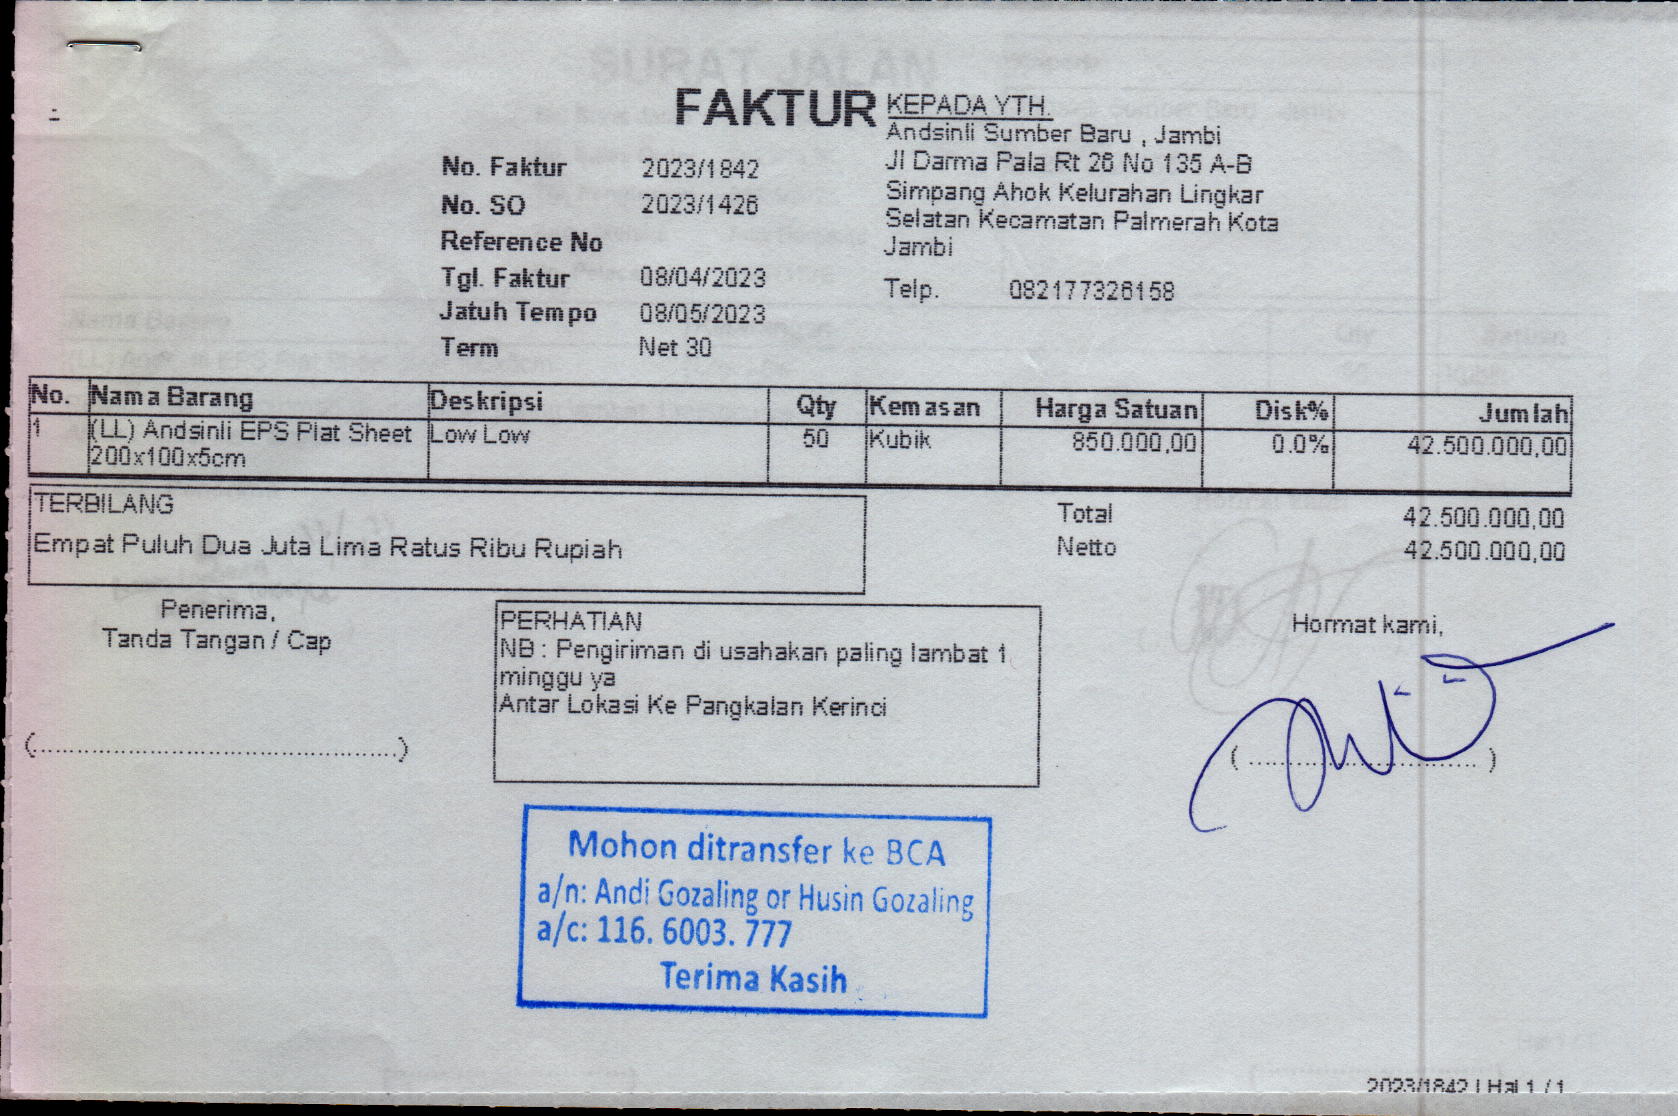 FAKTUR
KEPADA YTH.
Andsinli Sumber Baru , Jambi
Jl Darma Pala Rt 26 No 135 A-B
Simpang Ahok Kelurahan Lingkar
Selatan Kecamatan Palmerah Kota
Jambi
Telp. 082177326158
No. Faktur 2023/1842
No. SO 2023/1426
Reference No
Tgl. Faktur 08/04/2023
Jatuh Tempo 08/05/2023
Term Net 30
No. Nama Barang Deskripsi Qty Kemasan Harga Satuan Disk% Jumlah
1 (LL) Andsinli EPS Plat Sheet Low Low 50 Kubik 850.000,00 0.0% 42.500.000,00
200x100x5cm
TERBILANG
Empat Puluh Dua Juta Lima Ratus Ribu Rupiah
Total 42.500.000,00
Netto 42.500.000,00
Penerima,
Tanda Tangan / Cap
(.............................................)
PERHATIAN
NB : Pengiriman di usahakan paling lambat 1
minggu ya
Antar Lokasi Ke Pangkalan Kerinci
Hormat kami,
( ............................ )
Mohon ditransfer ke BCA
a/n: Andi Gozaling or Husin Gozaling
a/c: 116. 6003. 777
Terima Kasih
2023/1842 | Hal 1 / 1